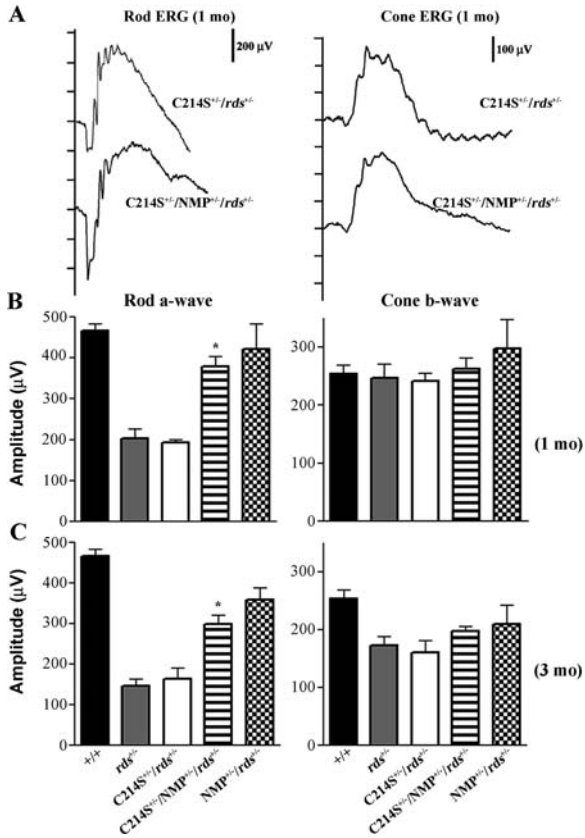 A
Rod ERG (1 mo)
Cone ERG (1 mo)
200 µV
100 µV
C214S+/-/rds+/-
C214S+/-/rds+/-
C214S+/-/NMP+/-/rds+/-
C214S+/-/NMP+/-/rds+/-
B
Rod a-wave
Cone b-wave
Amplitude (µV)
500
400
300
200
100
0
*
300
200
100
0
(1 mo)
C
Amplitude (µV)
500
400
300
200
100
0
*
300
200
100
0
(3 mo)
+/+
rds+/-
C214S+/-/rds+/-
C214S+/-/NMP+/-/rds+/-
NMP+/-/rds+/-
+/+
rds+/-
C214S+/-/rds+/-
C214S+/-/NMP+/-/rds+/-
NMP+/-/rds+/-